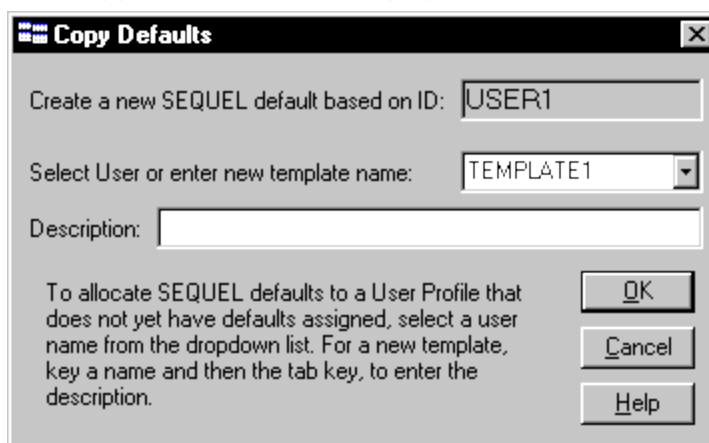 Copy Defaults
Create a new SEQUEL default based on ID: USER1
Select User or enter new template name: TEMPLATE1
Description:
To allocate SEQUEL defaults to a User Profile that
does not yet have defaults assigned, select a user
name from the dropdown list. For a new template,
key a name and then the tab key, to enter the
description.
OK
Cancel
Help